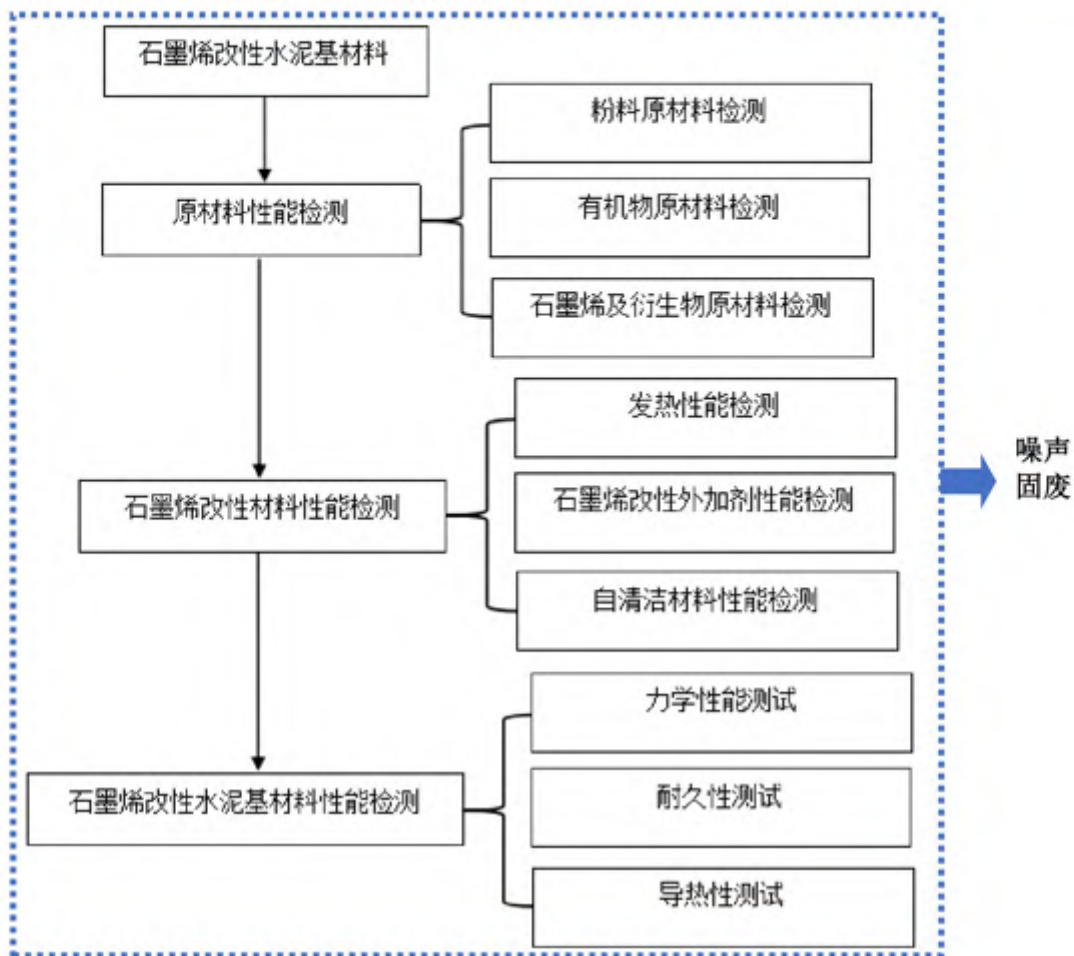 石墨烯改性水泥基材料
原材料性能检测
粉料原材料检测
有机物原材料检测
石墨烯及衍生物原材料检测
石墨烯改性材料性能检测
发热性能检测
石墨烯改性外加剂性能检测
自清洁材料性能检测
石墨烯改性水泥基材料性能检测
力学性能测试
耐久性测试
导热性测试
噪声
固废